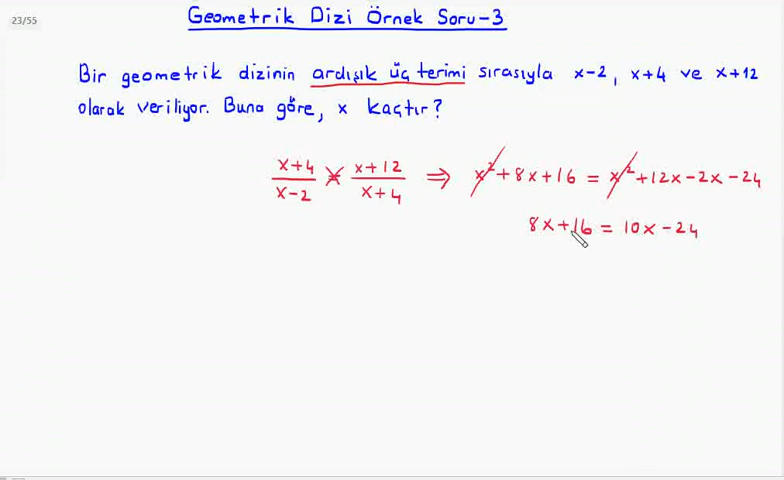 23/55
Geometrik Dizi Örnek Soru-3
Bir geometrik dizinin ardışık üç terimi sırasıyla x-2, x+4 ve x+12
olarak veriliyor. Buna göre, x kaçtır?
x+4/x-2 = x+12/x+4 ⇒ x²+8x+16 = x²+12x-2x-24
8x+16 = 10x-24